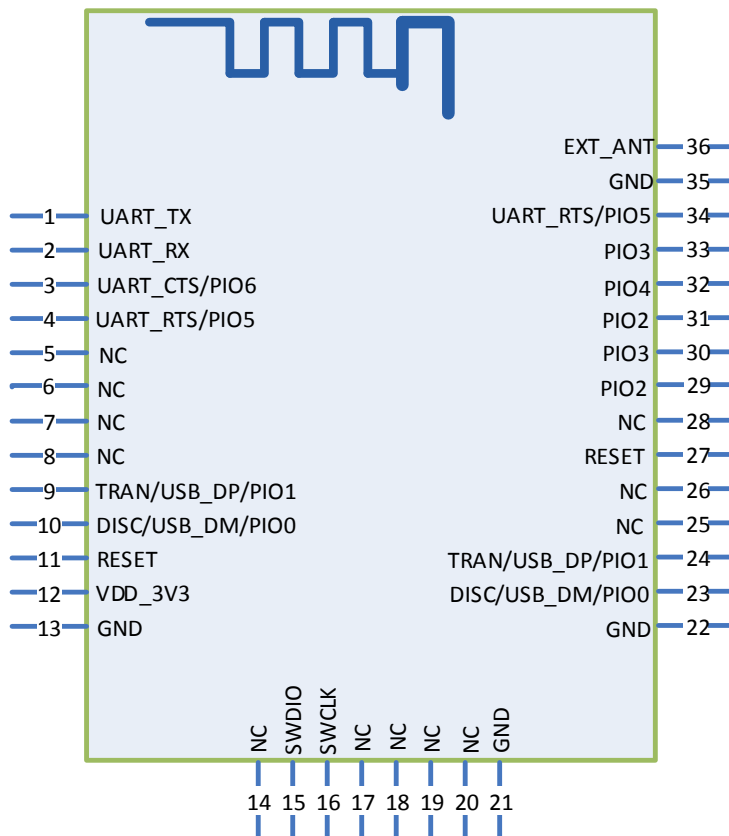 EXT_ANT 36
GND 35
1 UART_TX
UART_RTS/PIO5 34
2 UART_RX
PIO3 33
3 UART_CTS/PIO6
PIO4 32
4 UART_RTS/PIO5
PIO2 31
5 NC
PIO3 30
6 NC
PIO2 29
7 NC
NC 28
8 NC
RESET 27
9 TRAN/USB_DP/PIO1
NC 26
10 DISC/USB_DM/PIO0
NC 25
11 RESET
TRAN/USB_DP/PIO1 24
12 VDD_3V3
DISC/USB_DM/PIO0 23
13 GND
GND 22
NC SWDIO SWCLK NC NC NC NC GND
14 15 16 17 18 19 20 21